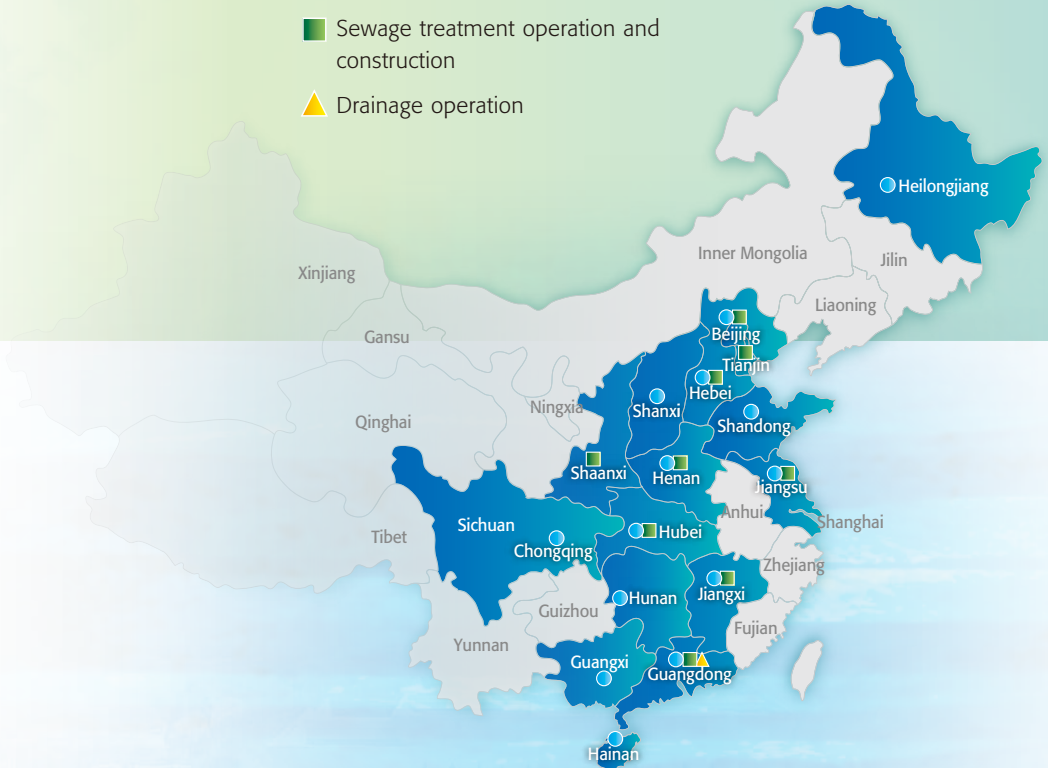 Sewage treatment operation and
construction
Drainage operation
Heilongjiang
Inner Mongolia
Jilin
Xinjiang
Liaoning
Gansu
Beijing
Tianjin
Hebei
Ningxia
Shanxi
Qinghai
Shandong
Shaanxi
Henan
Jiangsu
Anhui
Shanghai
Sichuan
Tibet
Chongqing
Hubei
Zhejiang
Jiangxi
Hunan
Guizhou
Fujian
Yunnan
Guangxi
Guangdong
Hainan